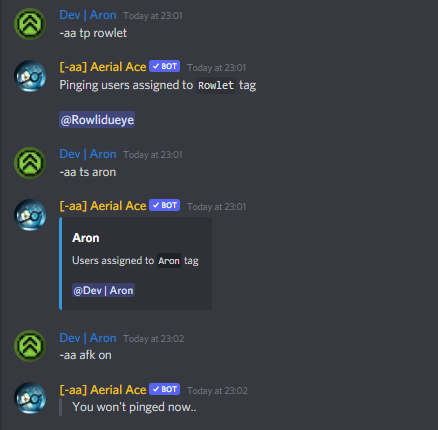 Dev | Aron Today at 23:01
-aa tp rowlet
[-aa] Aerial Ace BOT Today at 23:01
Pinging users assigned to Rowlet tag
@Rowlidueye
Dev | Aron Today at 23:01
-aa ts aron
[-aa] Aerial Ace BOT Today at 23:01
Aron
Users assigned to Aron tag
@Dev | Aron
Dev | Aron Today at 23:02
-aa afk on
[-aa] Aerial Ace BOT Today at 23:02
You won't pinged now..